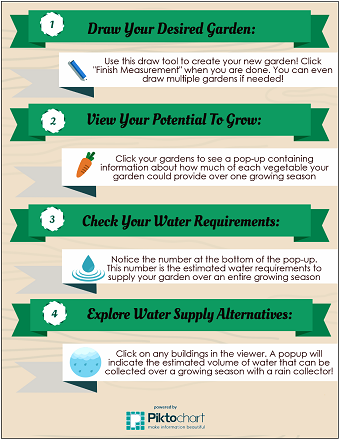 1
Draw Your Desired Garden:
Use this draw tool to create your new garden! Click
"Finish Measurement" when you are done. You can even
draw multiple gardens if needed!
2
View Your Potential To Grow:
Click your gardens to see a pop-up containing
information about how much of each vegetable your
garden could provide over one growing season
3
Check Your Water Requirements:
Notice the number at the bottom of the pop-up.
This number is the estimated water requirements to
supply your garden over an entire growing season
4
Explore Water Supply Alternatives:
Click on any buildings in the viewer. A popup will
indicate the estimated volume of water that can be
collected over a growing season with a rain collector!
powered by
Piktochart
make information beautiful